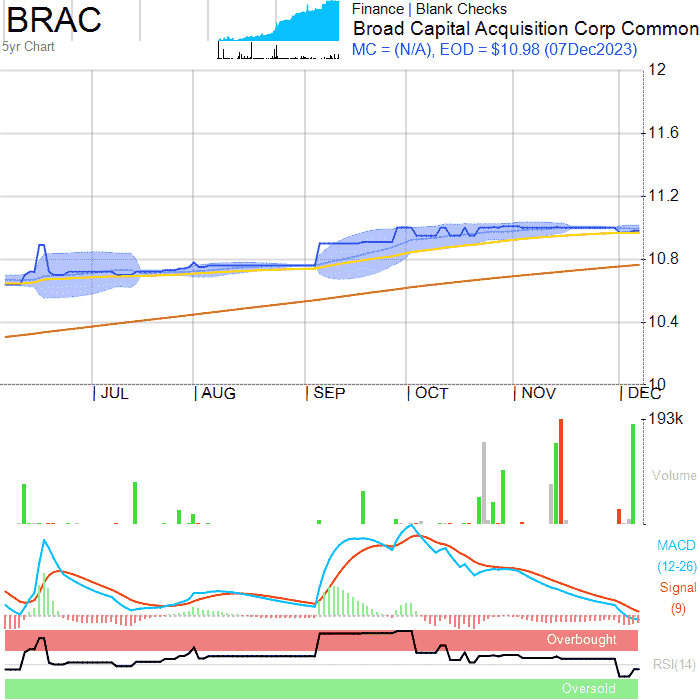 BRAC
5yr Chart
Finance | Blank Checks
Broad Capital Acquisition Corp Common
MC = (N/A), EOD = $10.98 (07Dec2023)
12
11.6
11.2
10.8
10.4
10
JUL
AUG
SEP
OCT
NOV
DEC
193k
Volume
MACD
(12-26)
Signal
(9)
Overbought
RSI(14)
Oversold